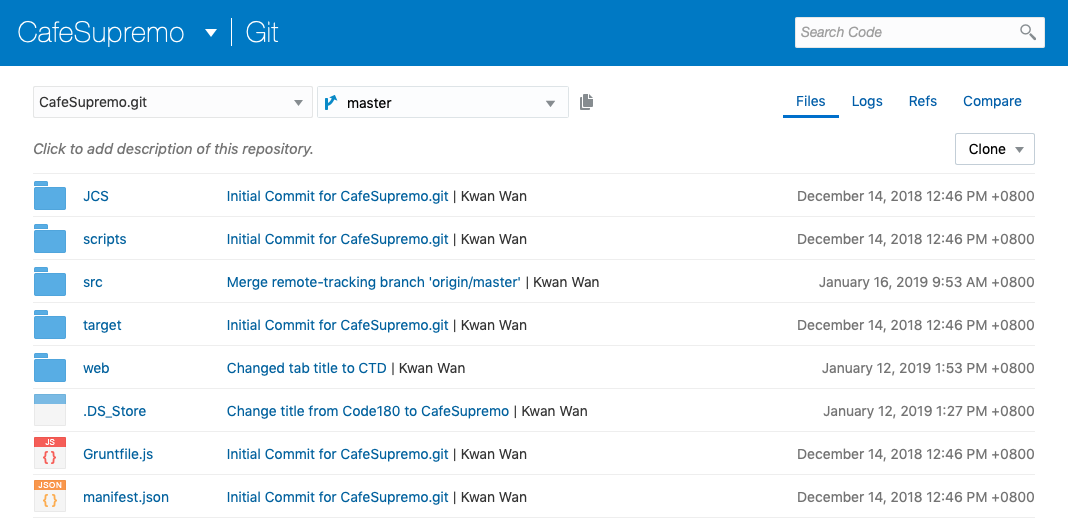 CafeSupremo Git
Search Code
CafeSupremo.git master Files Logs Refs Compare
Click to add description of this repository. Clone
JCS Initial Commit for CafeSupremo.git | Kwan Wan December 14, 2018 12:46 PM +0800
scripts Initial Commit for CafeSupremo.git | Kwan Wan December 14, 2018 12:46 PM +0800
src Merge remote-tracking branch 'origin/master' | Kwan Wan January 16, 2019 9:53 AM +0800
target Initial Commit for CafeSupremo.git | Kwan Wan December 14, 2018 12:46 PM +0800
web Changed tab title to CTD | Kwan Wan January 12, 2019 1:53 PM +0800
.DS_Store Change title from Code180 to CafeSupremo | Kwan Wan January 12, 2019 1:27 PM +0800
JS
{ } Gruntfile.js Initial Commit for CafeSupremo.git | Kwan Wan December 14, 2018 12:46 PM +0800
JSON
{ } manifest.json Initial Commit for CafeSupremo.git | Kwan Wan December 14, 2018 12:46 PM +0800